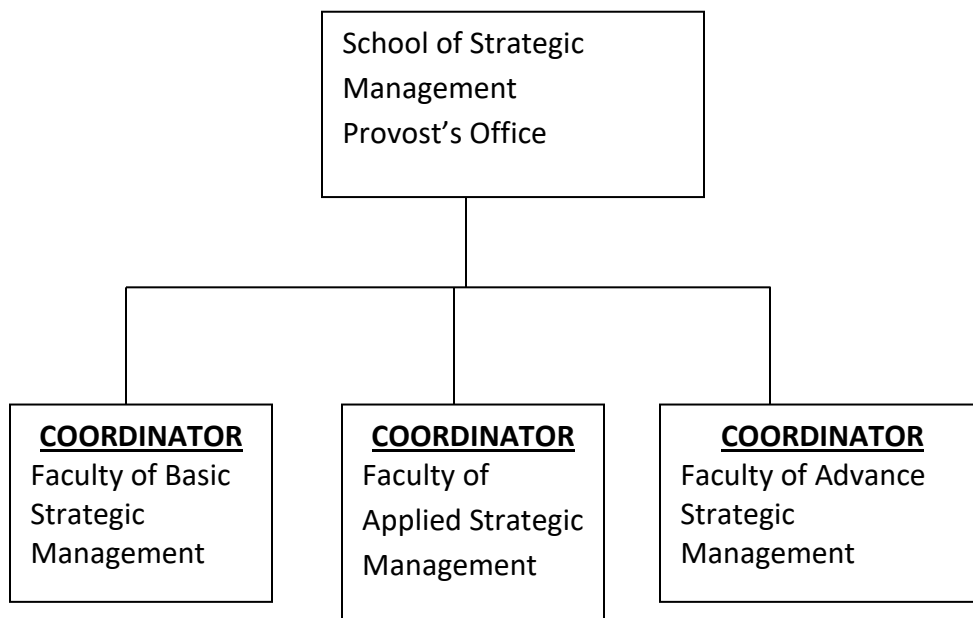 School of Strategic
Management
Provost’s Office
COORDINATOR
Faculty of Basic
Strategic
Management
COORDINATOR
Faculty of
Applied Strategic
Management
COORDINATOR
Faculty of Advance
Strategic
Management